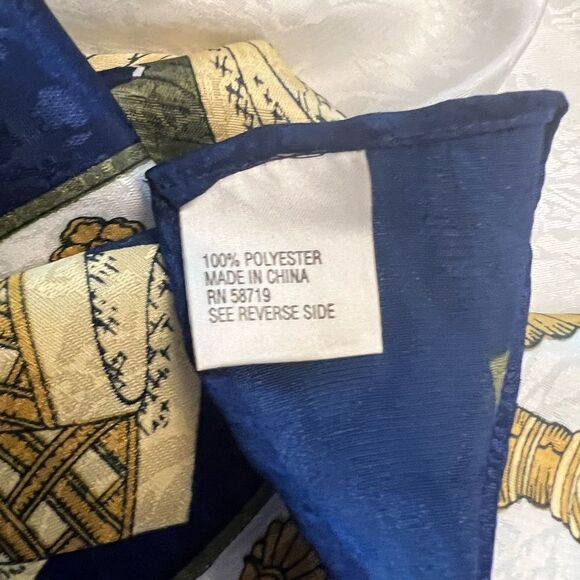 100% POLYESTER
MADE IN CHINA
RN 58719
SEE REVERSE SIDE